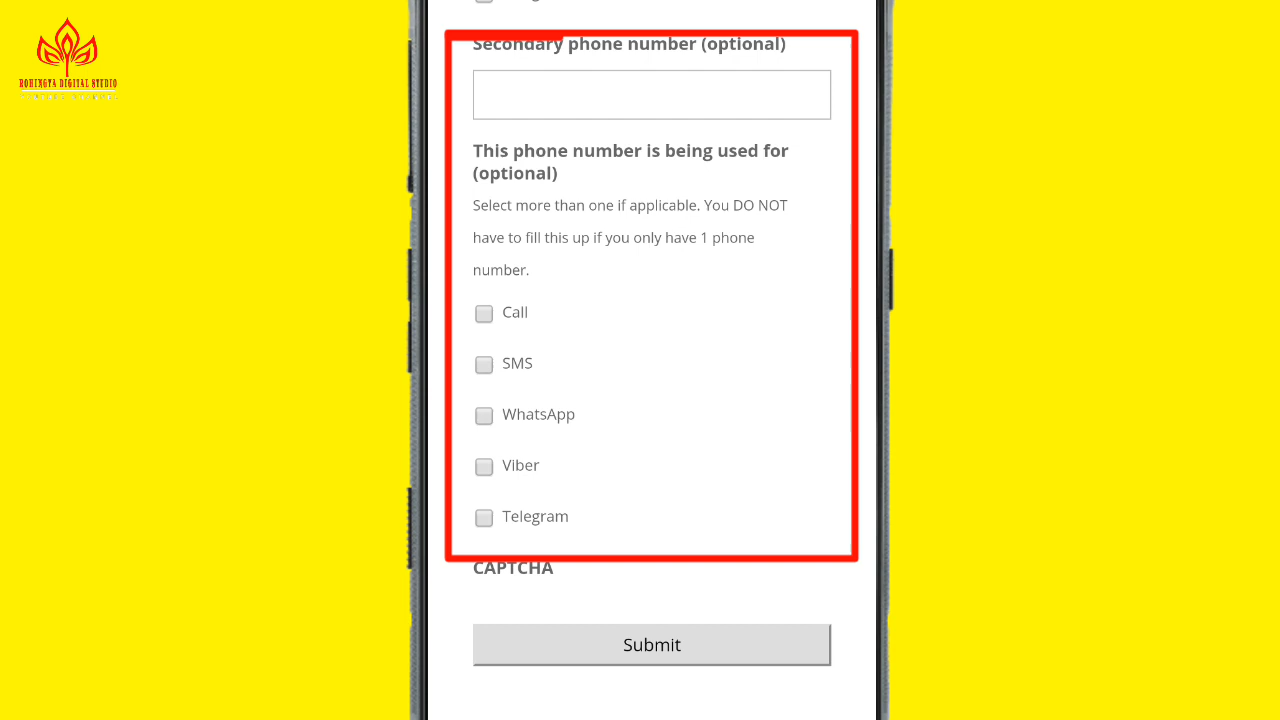 ROHINGYA DIGITAL STUDIO
Secondary phone number (optional)
This phone number is being used for
(optional)
Select more than one if applicable. You DO NOT
have to fill this up if you only have 1 phone
number.
Call
SMS
WhatsApp
Viber
Telegram
CAPTCHA
Submit